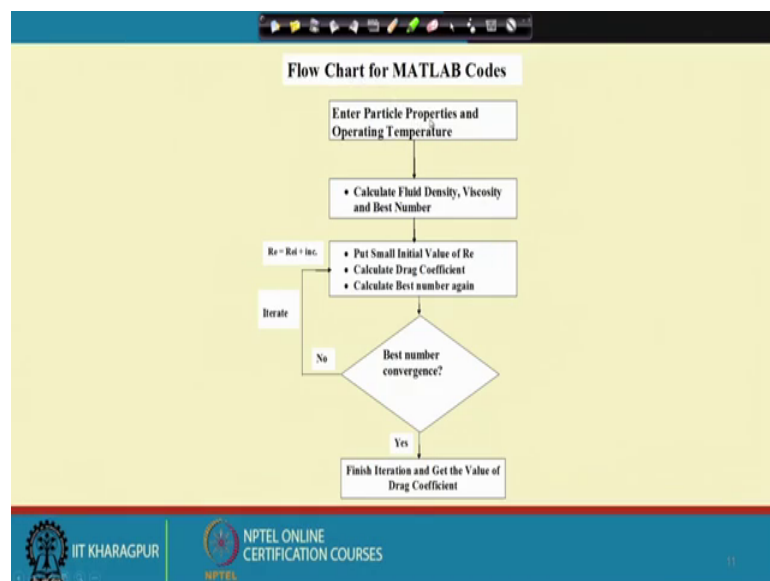 Flow Chart for MATLAB Codes
Enter Particle Properties and
Operating Temperature
• Calculate Fluid Density, Viscosity
and Best Number
Re = Rei + inc.
• Put Small Initial Value of Re
• Calculate Drag Coefficient
• Calculate Best number again
Iterate
No
Best number
convergence?
Yes
Finish Iteration and Get the Value of
Drag Coefficient
IIT KHARAGPUR
NPTEL
NPTEL ONLINE
CERTIFICATION COURSES
11